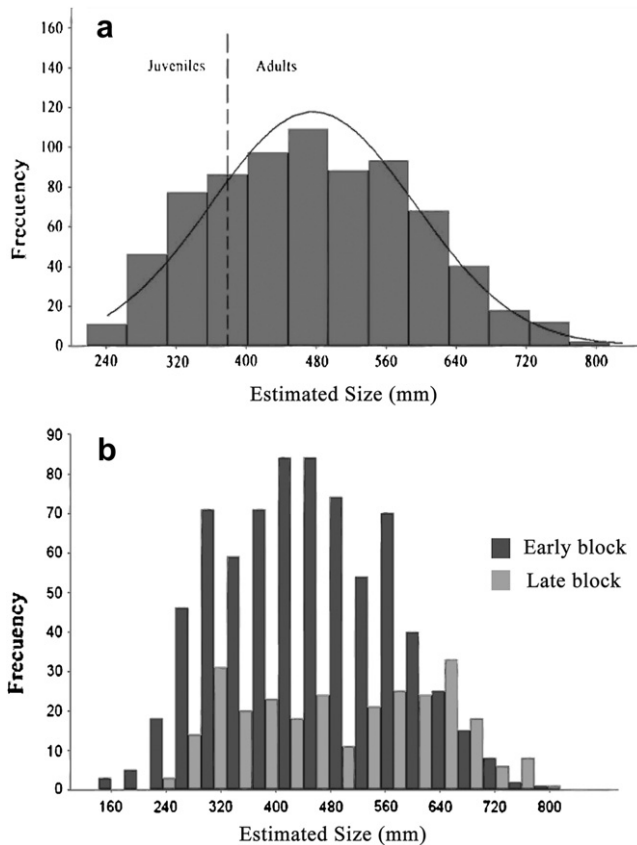 a
160
Juveniles Adults
140
120
100
80
60
40
20
0
Frecuency
240 320 400 480 560 640 720 800
Estimated Size (mm)
b
90
80
70
60
50
40
30
20
10
0
Frecuency
Early block
Late block
160 240 320 400 480 560 640 720 800
Estimated Size (mm)